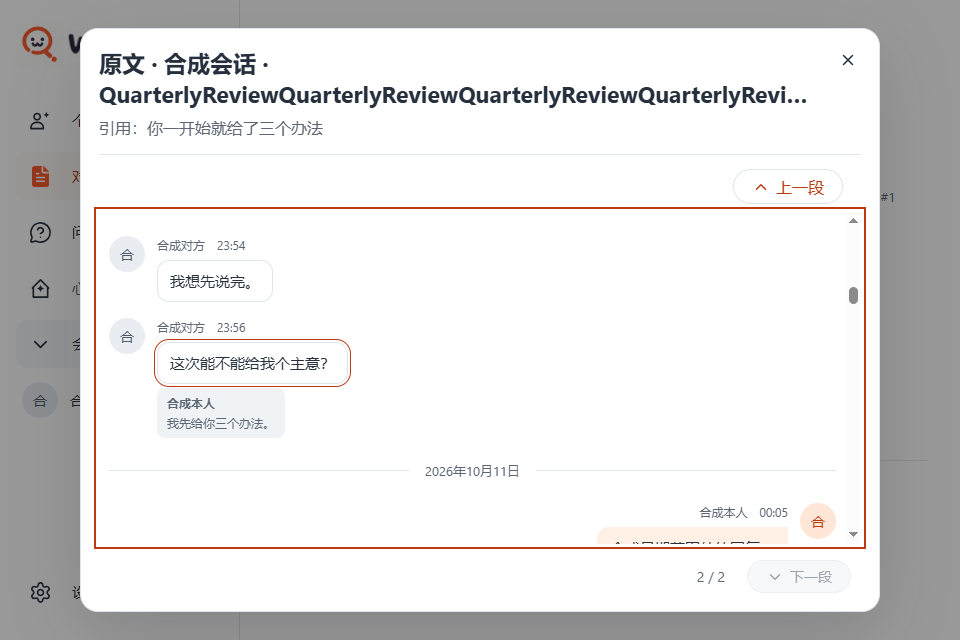 原文 · 合成会话 ·
QuarterlyReviewQuarterlyReviewQuarterlyReviewQuarterlyRevi…
引用：你一开始就给了三个办法
上一段
#1
合成对方 23:54
合
我想先说完。
合成对方 23:56
合
这次能不能给我个主意？
合成本人
我先给你三个办法。
2026年10月11日
合成本人 00:05
合
合
2 / 2
下一段